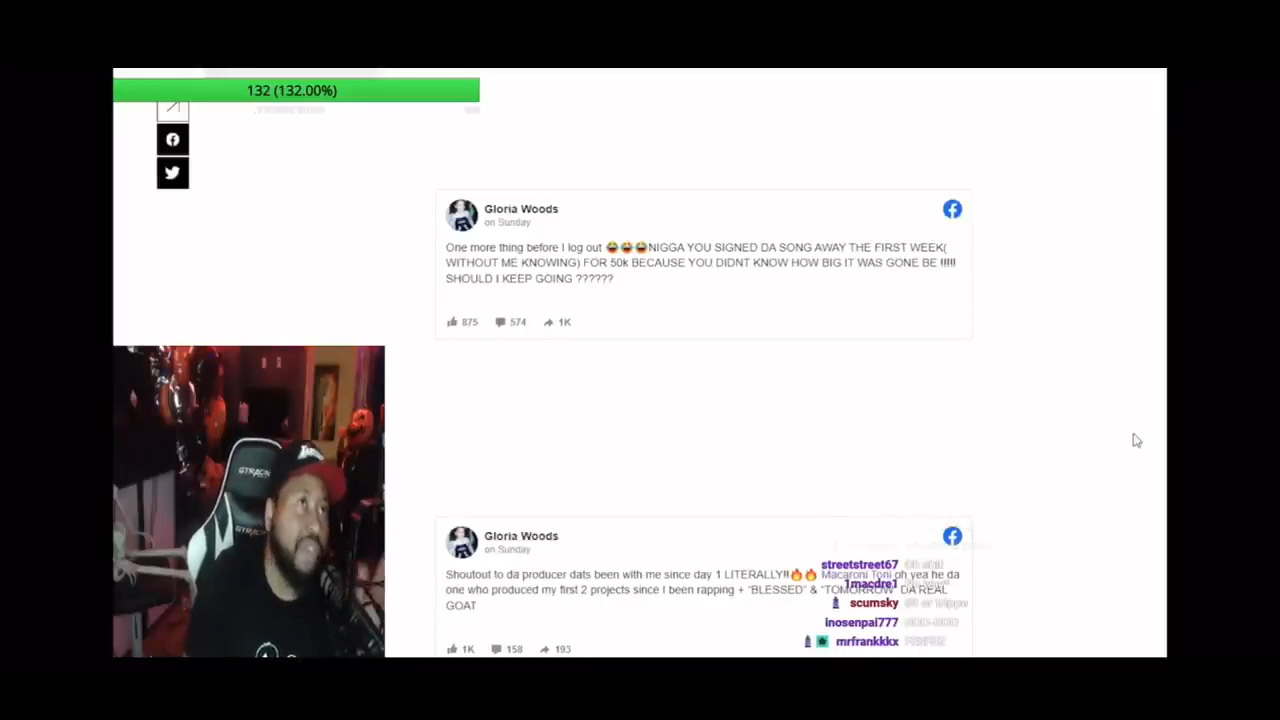 132 (132.00%)
Gloria Woods
on Sunday
One more thing before I log out 😂😂😂NIGGA YOU SIGNED DA SONG AWAY THE FIRST WEEK(
WITHOUT ME KNOWING) FOR 50k BECAUSE YOU DIDNT KNOW HOW BIG IT WAS GONE BE !!!!!
SHOULD I KEEP GOING ??????
875 574 1K
GTRACING
Gloria Woods
on Sunday
Shoutout to da producer dats been with me since day 1 LITERALLY!!🔥🔥 Macaroni Toni oh yea he da
one who produced my first 2 projects since I been rapping + "BLESSED" & "TOMORROW" DA REAL
GOAT
1K 158 193
streetstreet67
1macdre1
scumsky
inosenpai777
mrfrankkkx